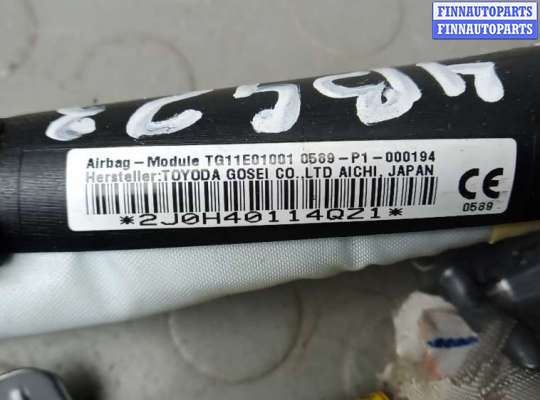 FINNAUTOPARTS
FINNAUTOPARTS
Airbag-Module TG11E01001 0589-P1-000194
Hersteller:TOYODA GOSEI CO.,LTD AICHI, JAPAN
*2J0H40114QZ1*
CE
0589